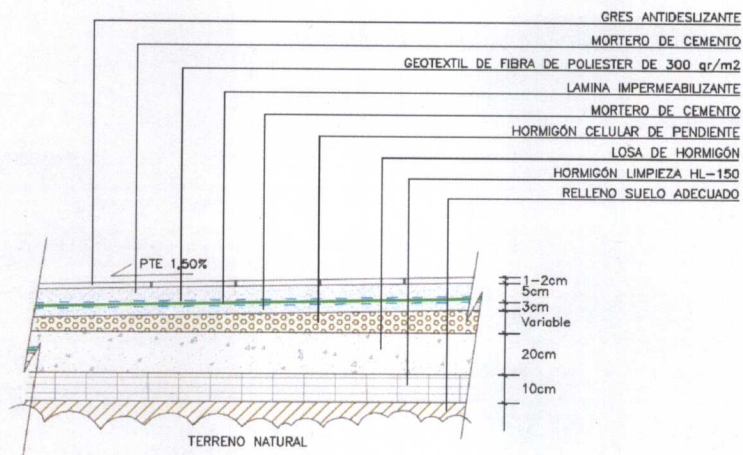 GRES ANTIDESLIZANTE
MORTERO DE CEMENTO
GEOTEXTIL DE FIBRA DE POLIESTER DE 300 gr/m2
LAMINA IMPERMEABILIZANTE
MORTERO DE CEMENTO
HORMIGÓN CELULAR DE PENDIENTE
LOSA DE HORMIGÓN
HORMIGÓN LIMPIEZA HL-150
RELLENO SUELO ADECUADO
PTE 1,50%
1-2cm
5cm
3cm
Variable
20cm
10cm
TERRENO NATURAL